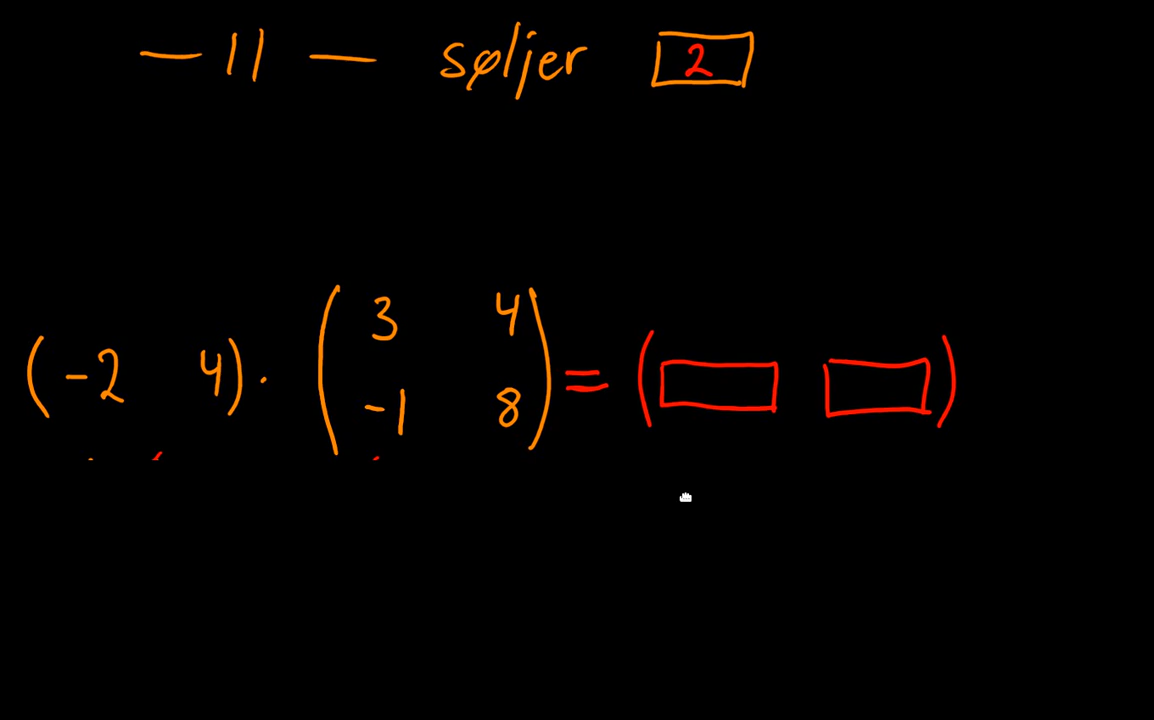 — 11 — søljer 2
(-2 4) · ( 3 4 ) = ( )
-1 8